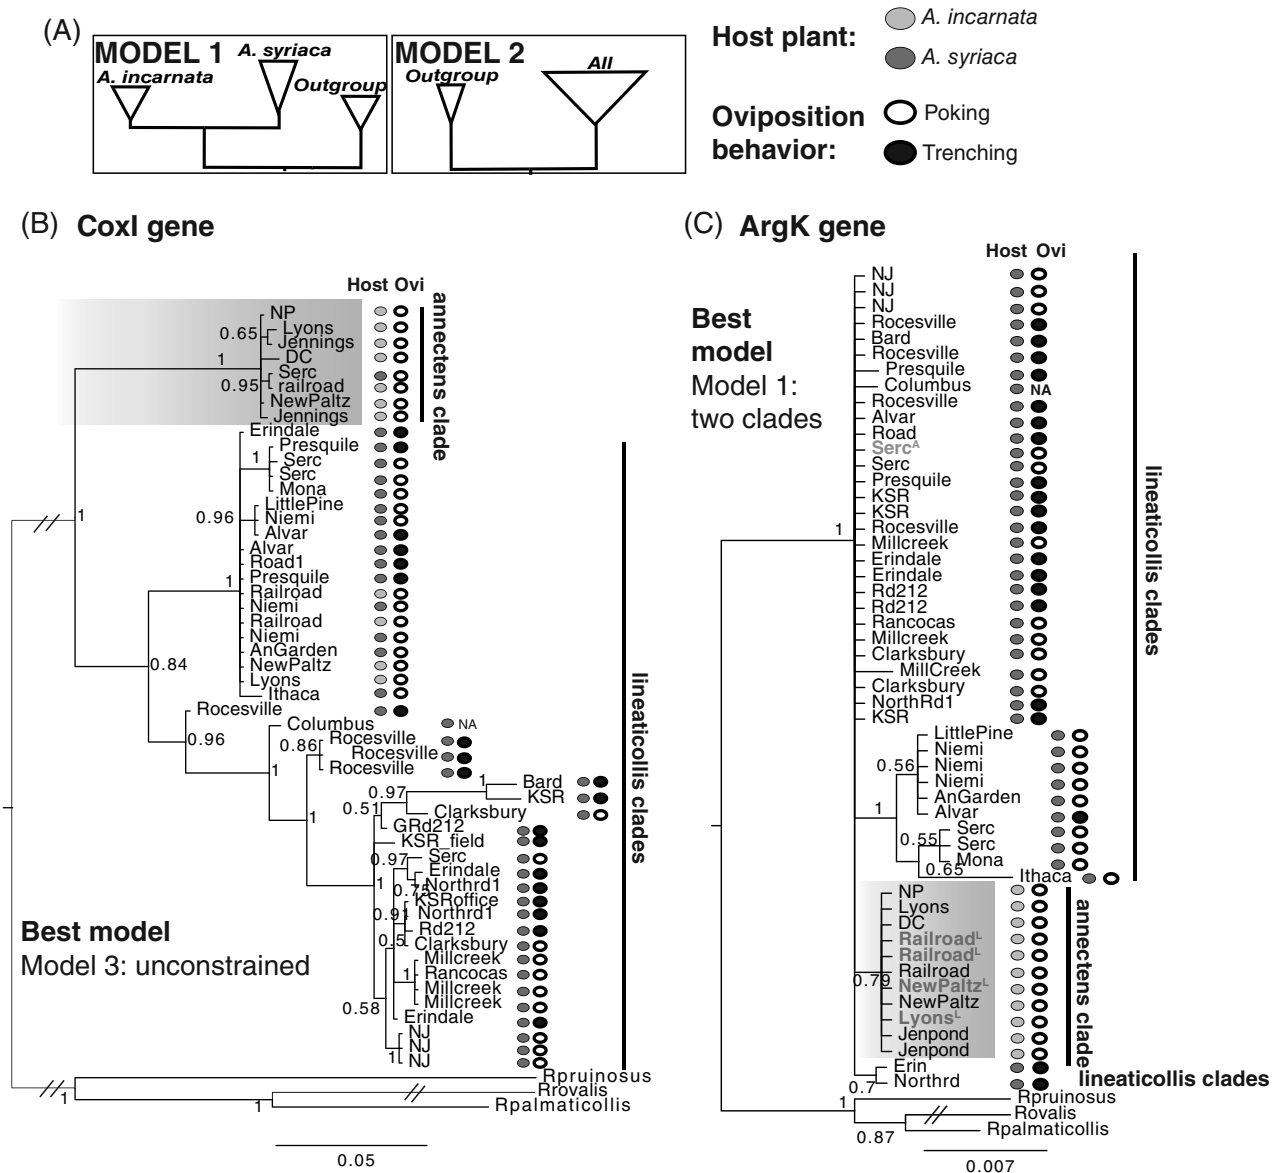 (A)
MODEL 1
A. syriaca
A. incarnata
Outgroup
MODEL 2
Outgroup
All
Host plant:
A. incarnata
A. syriaca
Oviposition
behavior:
Poking
Trenching
(B) CoxI gene
Host Ovi
NP
Lyons
0.65
Jennings
DC
1
Serc
0.95
railroad
NewPaltz
Jennings
annectens clade
Erindale
Presquile
1
Serc
Serc
Mona
LittlePine
0.96
Niemi
Alvar
Alvar
Road1
1
Presquile
Railroad
Niemi
Railroad
Niemi
AnGarden
NewPaltz
Lyons
Ithaca
1
0.84
Rocesville
0.96
Columbus
NA
Rocesville
0.86
Rocesville
Rocesville
1
1
Bard
0.97
KSR
0.51
Clarksbury
1
GRd212
KSR_field
0.97
Serc
Erindale
Northrd1
0.75
1
KSRoffice
0.91
Northrd1
Rd212
0.5
Clarksbury
Millcreek
1
Rancocas
Millcreek
Millcreek
0.58
Erindale
NJ
NJ
1
NJ
lineaticollis clades
Best model
Model 3: unconstrained
Rpruinosus
Rrovalis
1
1
Rpalmaticollis
0.05
(C) ArgK gene
Host Ovi
Best
model
Model 1:
two clades
NJ
NJ
NJ
Rocesville
Bard
Rocesville
Presquile
Columbus
NA
Rocesville
Alvar
Road
Serc^A
Serc
Presquile
KSR
KSR
Rocesville
1
Millcreek
Erindale
Erindale
Rd212
Rd212
Rancocas
Millcreek
Clarksbury
MillCreek
Clarksbury
NorthRd1
KSR
LittlePine
Niemi
0.56
Niemi
Niemi
AnGarden
1
Alvar
Serc
0.55
Serc
Mona
0.65
Ithaca
lineaticollis clades
NP
Lyons
DC
Railroad^L
Railroad^L
Railroad
0.79
NewPaltz^L
NewPaltz
Lyons^L
Jenpond
Jenpond
annectens clade
Erin
0.7
Northrd
lineaticollis clades
1
Rpruinosus
Rovalis
0.87
Rpalmaticollis
0.007